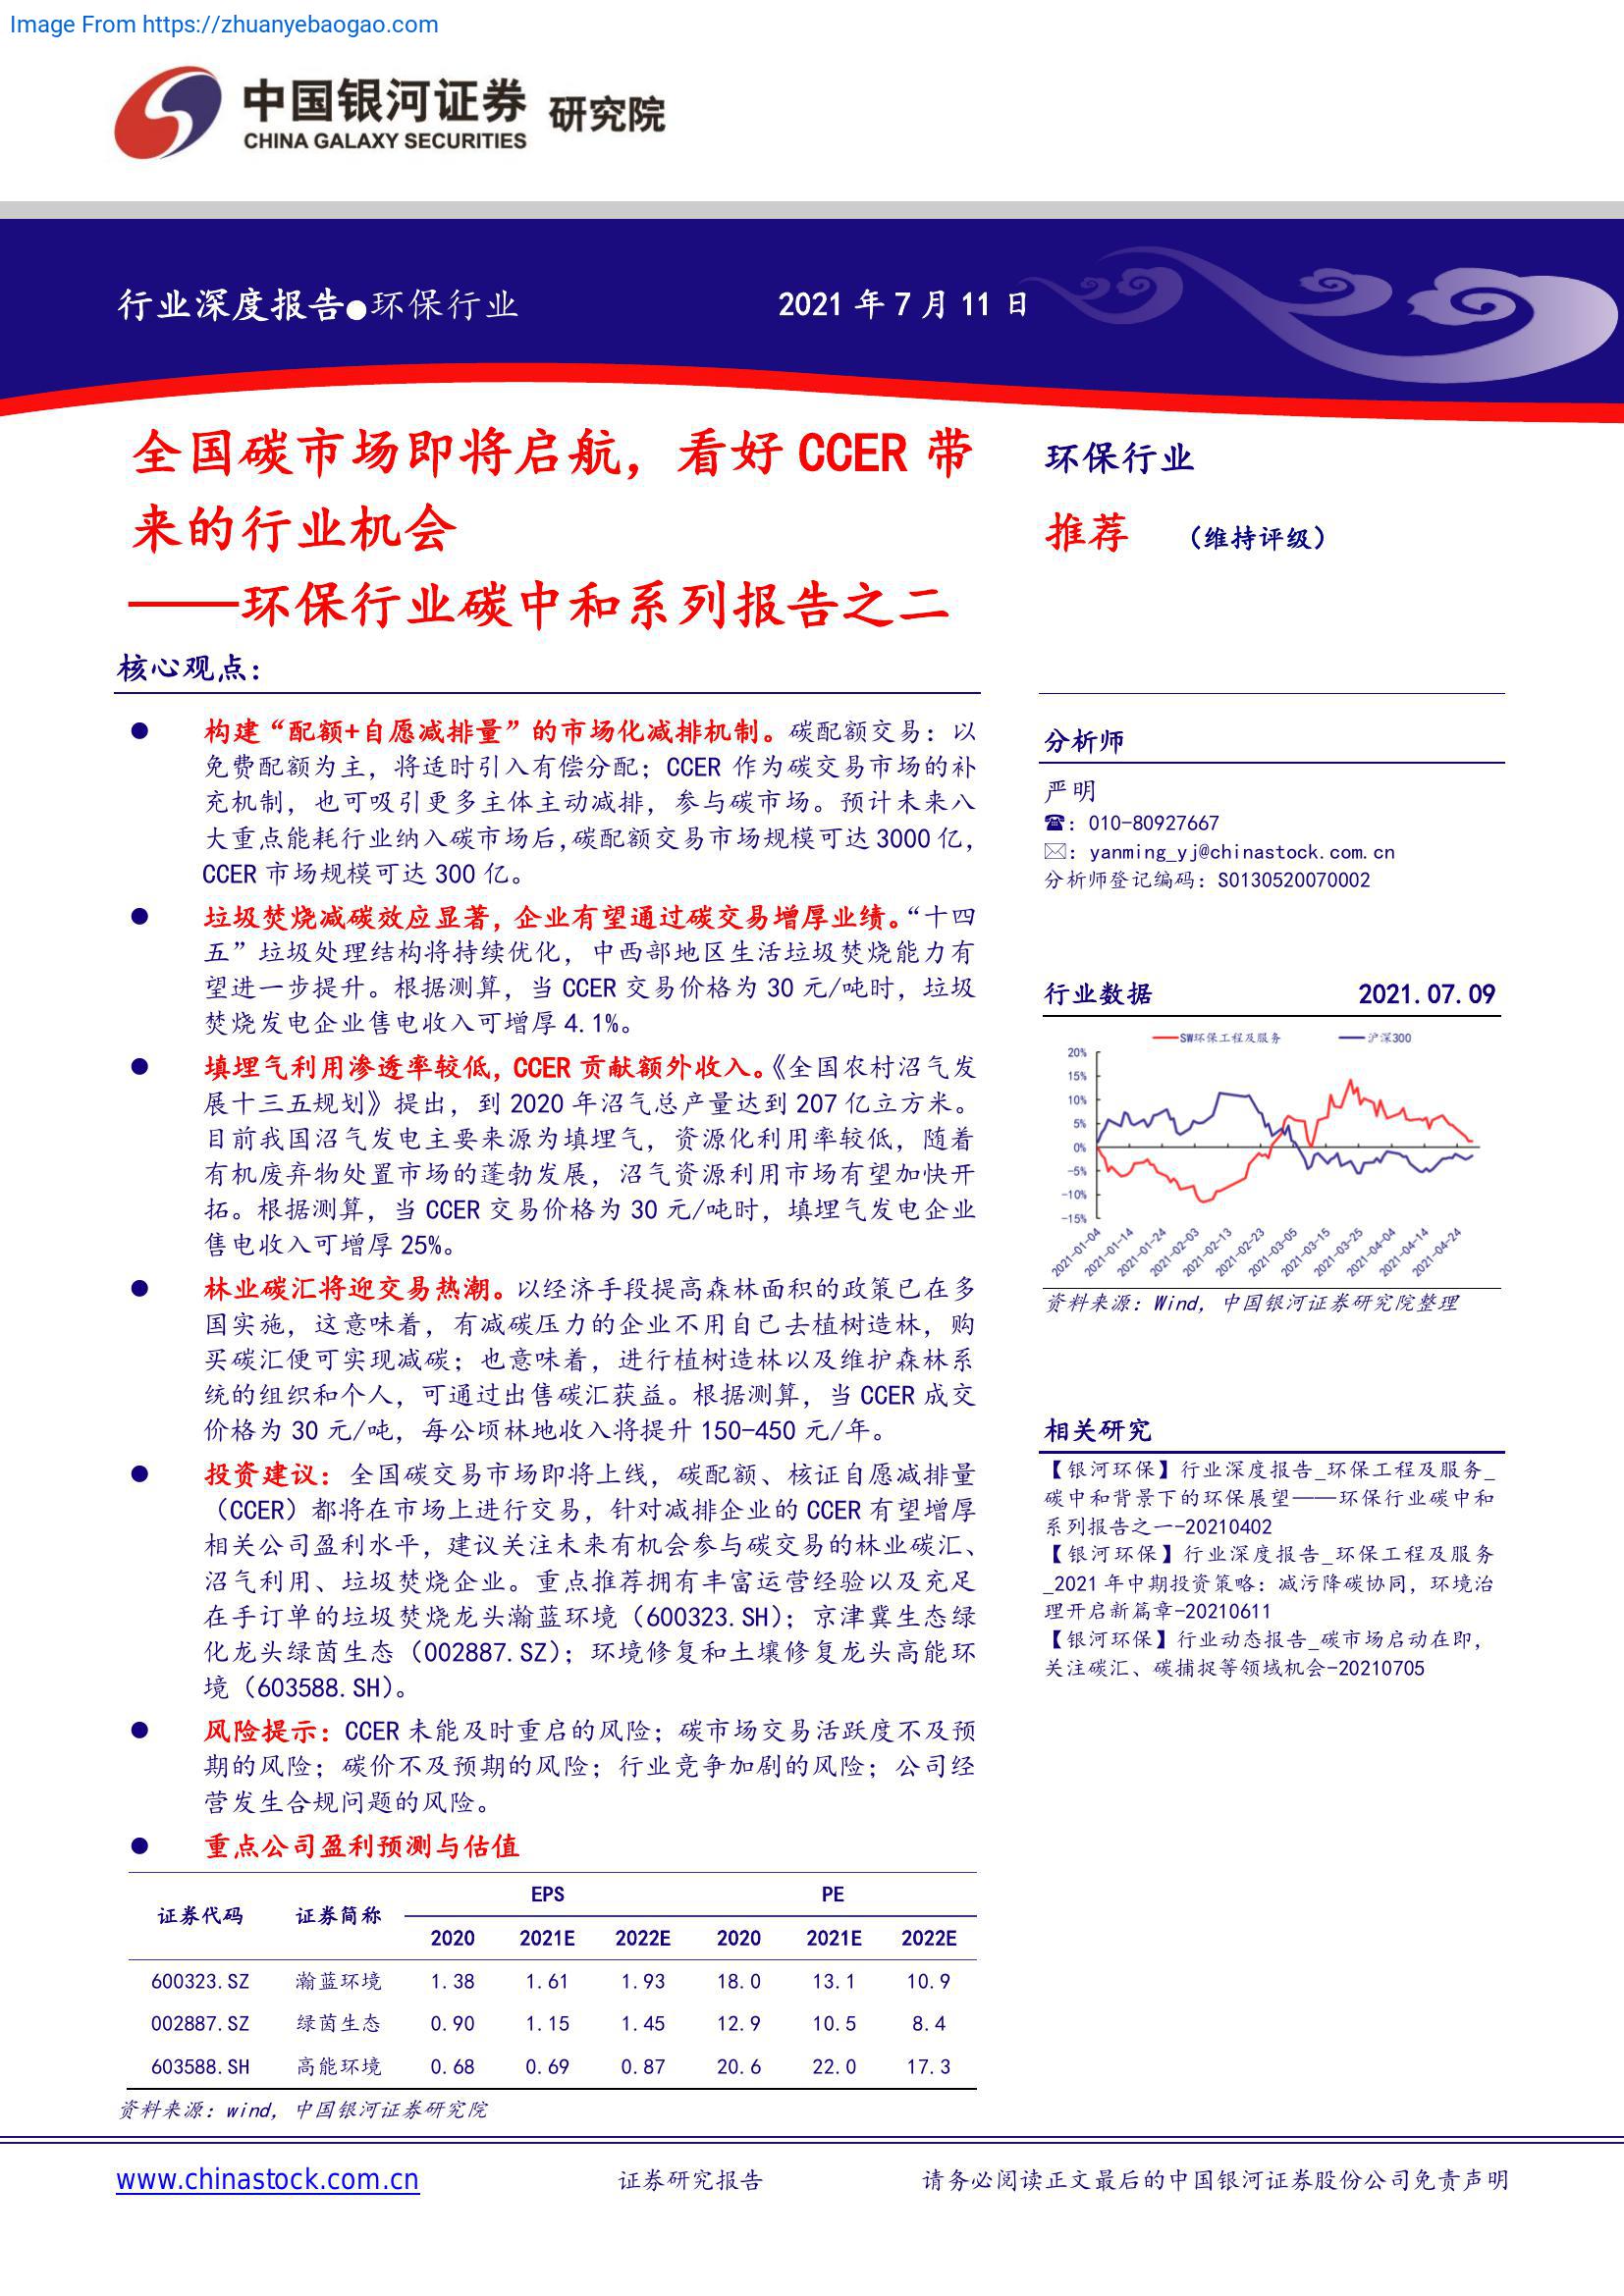 Image From https://zhuanyebaogao.com
中国银河证券 研究院
CHINA GALAXY SECURITIES
行业深度报告●环保行业
2021 年 7 月 11 日
全国碳市场即将启航，看好 CCER 带
来的行业机会
——环保行业碳中和系列报告之二
核心观点：
● 构建“配额+自愿减排量”的市场化减排机制。碳配额交易：以
免费配额为主，将适时引入有偿分配；CCER 作为碳交易市场的补
充机制，也可吸引更多主体主动减排，参与碳市场。预计未来八
大重点能耗行业纳入碳市场后,碳配额交易市场规模可达 3000 亿，
CCER 市场规模可达 300 亿。
● 垃圾焚烧减碳效应显著，企业有望通过碳交易增厚业绩。“十四
五”垃圾处理结构将持续优化，中西部地区生活垃圾焚烧能力有
望进一步提升。根据测算，当 CCER 交易价格为 30 元/吨时，垃圾
焚烧发电企业售电收入可增厚 4.1%。
● 填埋气利用渗透率较低，CCER 贡献额外收入。《全国农村沼气发
展十三五规划》提出，到 2020 年沼气总产量达到 207 亿立方米。
目前我国沼气发电主要来源为填埋气，资源化利用率较低，随着
有机废弃物处置市场的蓬勃发展，沼气资源利用市场有望加快开
拓。根据测算，当 CCER 交易价格为 30 元/吨时，填埋气发电企业
售电收入可增厚 25%。
● 林业碳汇将迎交易热潮。以经济手段提高森林面积的政策已在多
国实施，这意味着，有减碳压力的企业不用自己去植树造林，购
买碳汇便可实现减碳；也意味着，进行植树造林以及维护森林系
统的组织和个人，可通过出售碳汇获益。根据测算，当 CCER 成交
价格为 30 元/吨，每公顷林地收入将提升 150-450 元/年。
● 投资建议：全国碳交易市场即将上线，碳配额、核证自愿减排量
（CCER）都将在市场上进行交易，针对减排企业的 CCER 有望增厚
相关公司盈利水平，建议关注未来有机会参与碳交易的林业碳汇、
沼气利用、垃圾焚烧企业。重点推荐拥有丰富运营经验以及充足
在手订单的垃圾焚烧龙头瀚蓝环境（600323.SH）；京津冀生态绿
化龙头绿茵生态（002887.SZ）；环境修复和土壤修复龙头高能环
境（603588.SH）。
● 风险提示：CCER 未能及时重启的风险；碳市场交易活跃度不及预
期的风险；碳价不及预期的风险；行业竞争加剧的风险；公司经
营发生合规问题的风险。
● 重点公司盈利预测与估值
证券代码 证券简称 EPS PE
2020 2021E 2022E 2020 2021E 2022E
600323.SZ 瀚蓝环境 1.38 1.61 1.93 18.0 13.1 10.9
002887.SZ 绿茵生态 0.90 1.15 1.45 12.9 10.5 8.4
603588.SH 高能环境 0.68 0.69 0.87 20.6 22.0 17.3
资料来源：wind，中国银河证券研究院
环保行业
推荐 （维持评级）
分析师
严明
☎：010-80927667
✉：yanming_yj@chinastock.com.cn
分析师登记编码：S0130520070002
行业数据 2021.07.09
SW环保工程及服务 沪深300
20%
15%
10%
5%
0%
-5%
-10%
-15%
2021-01-04
2021-01-14
2021-01-24
2021-02-03
2021-02-13
2021-02-23
2021-03-05
2021-03-15
2021-03-25
2021-04-04
2021-04-14
2021-04-24
资料来源：Wind，中国银河证券研究院整理
相关研究
【银河环保】行业深度报告_环保工程及服务_
碳中和背景下的环保展望——环保行业碳中和
系列报告之一-20210402
【银河环保】行业深度报告_环保工程及服务
_2021 年中期投资策略：减污降碳协同，环境治
理开启新篇章-20210611
【银河环保】行业动态报告_碳市场启动在即，
关注碳汇、碳捕捉等领域机会-20210705
www.chinastock.com.cn 证券研究报告 请务必阅读正文最后的中国银河证券股份公司免责声明